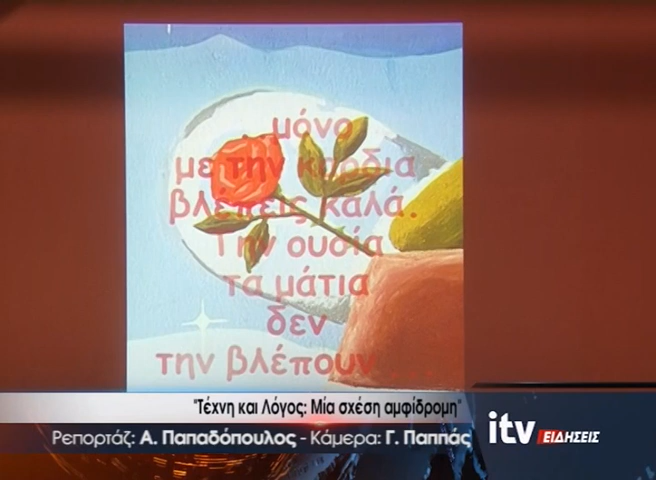 . . μόνο
με την καρδια
βλέπεις καλά.
Την ουσία
τα μάτια
δεν
την βλέπουν . . .
"Τέχνη και Λόγος: Μία σχέση αμφίδρομη"
Ρεπορτάζ: Α. Παπαδόπουλος - Κάμερα: Γ. Παππάς
itv ΕΙΔΗΣΕΙΣ